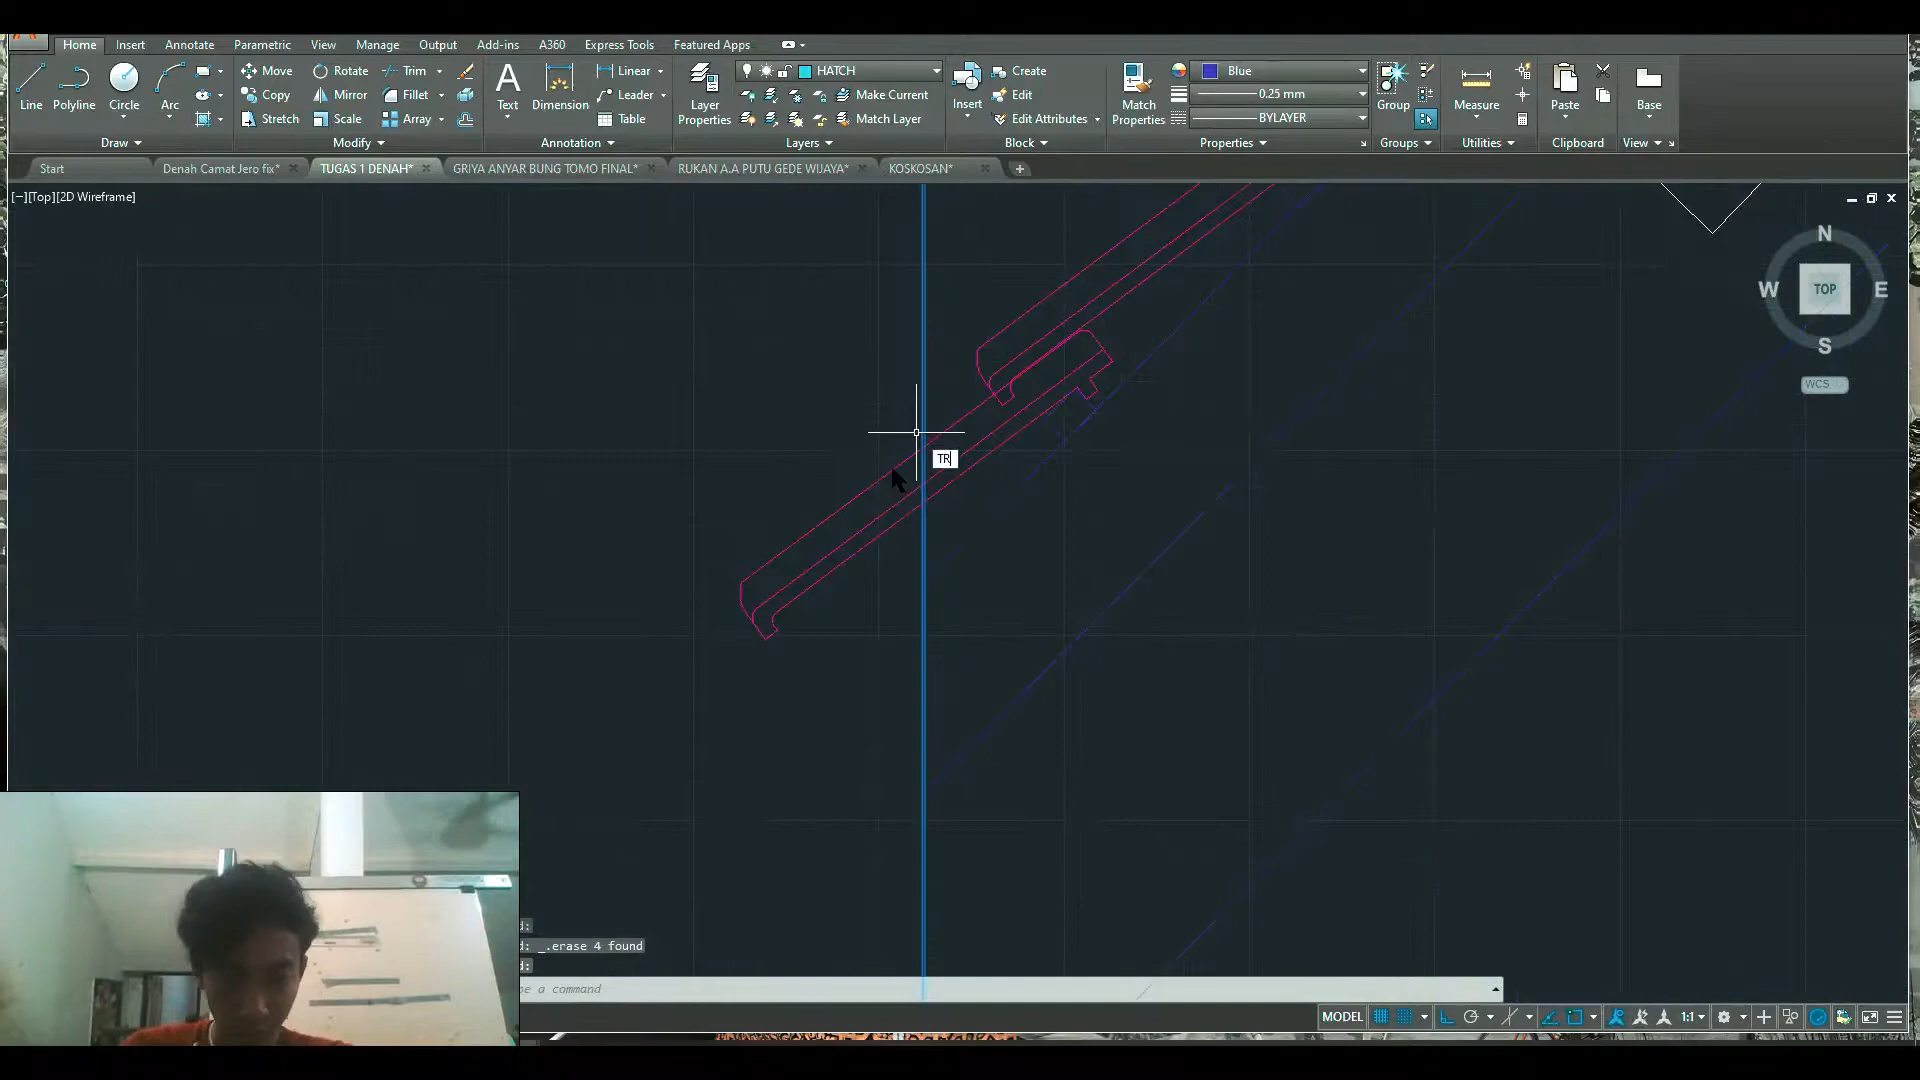 Home Insert Annotate Parametric View Manage Output Add-ins A360 Express Tools Featured Apps
Line
Polyline
Circle
Arc
Move
Rotate
Trim
Copy
Mirror
Fillet
Stretch
Scale
Array
Text
Dimension
Linear
Leader
Table
Layer
Properties
HATCH
Make Current
Match Layer
Insert
Create
Edit
Edit Attributes
Match
Properties
Blue
0.25 mm
BYLAYER
Group
Measure
Paste
Base
Draw
Modify
Annotation
Layers
Block
Properties
Groups
Utilities
Clipboard
View
Start
Denah Camat Jero fix*
TUGAS 1 DENAH*
GRIYA ANYAR BUNG TOMO FINAL*
RUKAN A.A PUTU GEDE WIJAYA*
KOSKOSAN*
[−][Top][2D Wireframe]
N
W
TOP
E
S
WCS
TR
d:
d: _.erase 4 found
d:
pe a command
MODEL
1:1